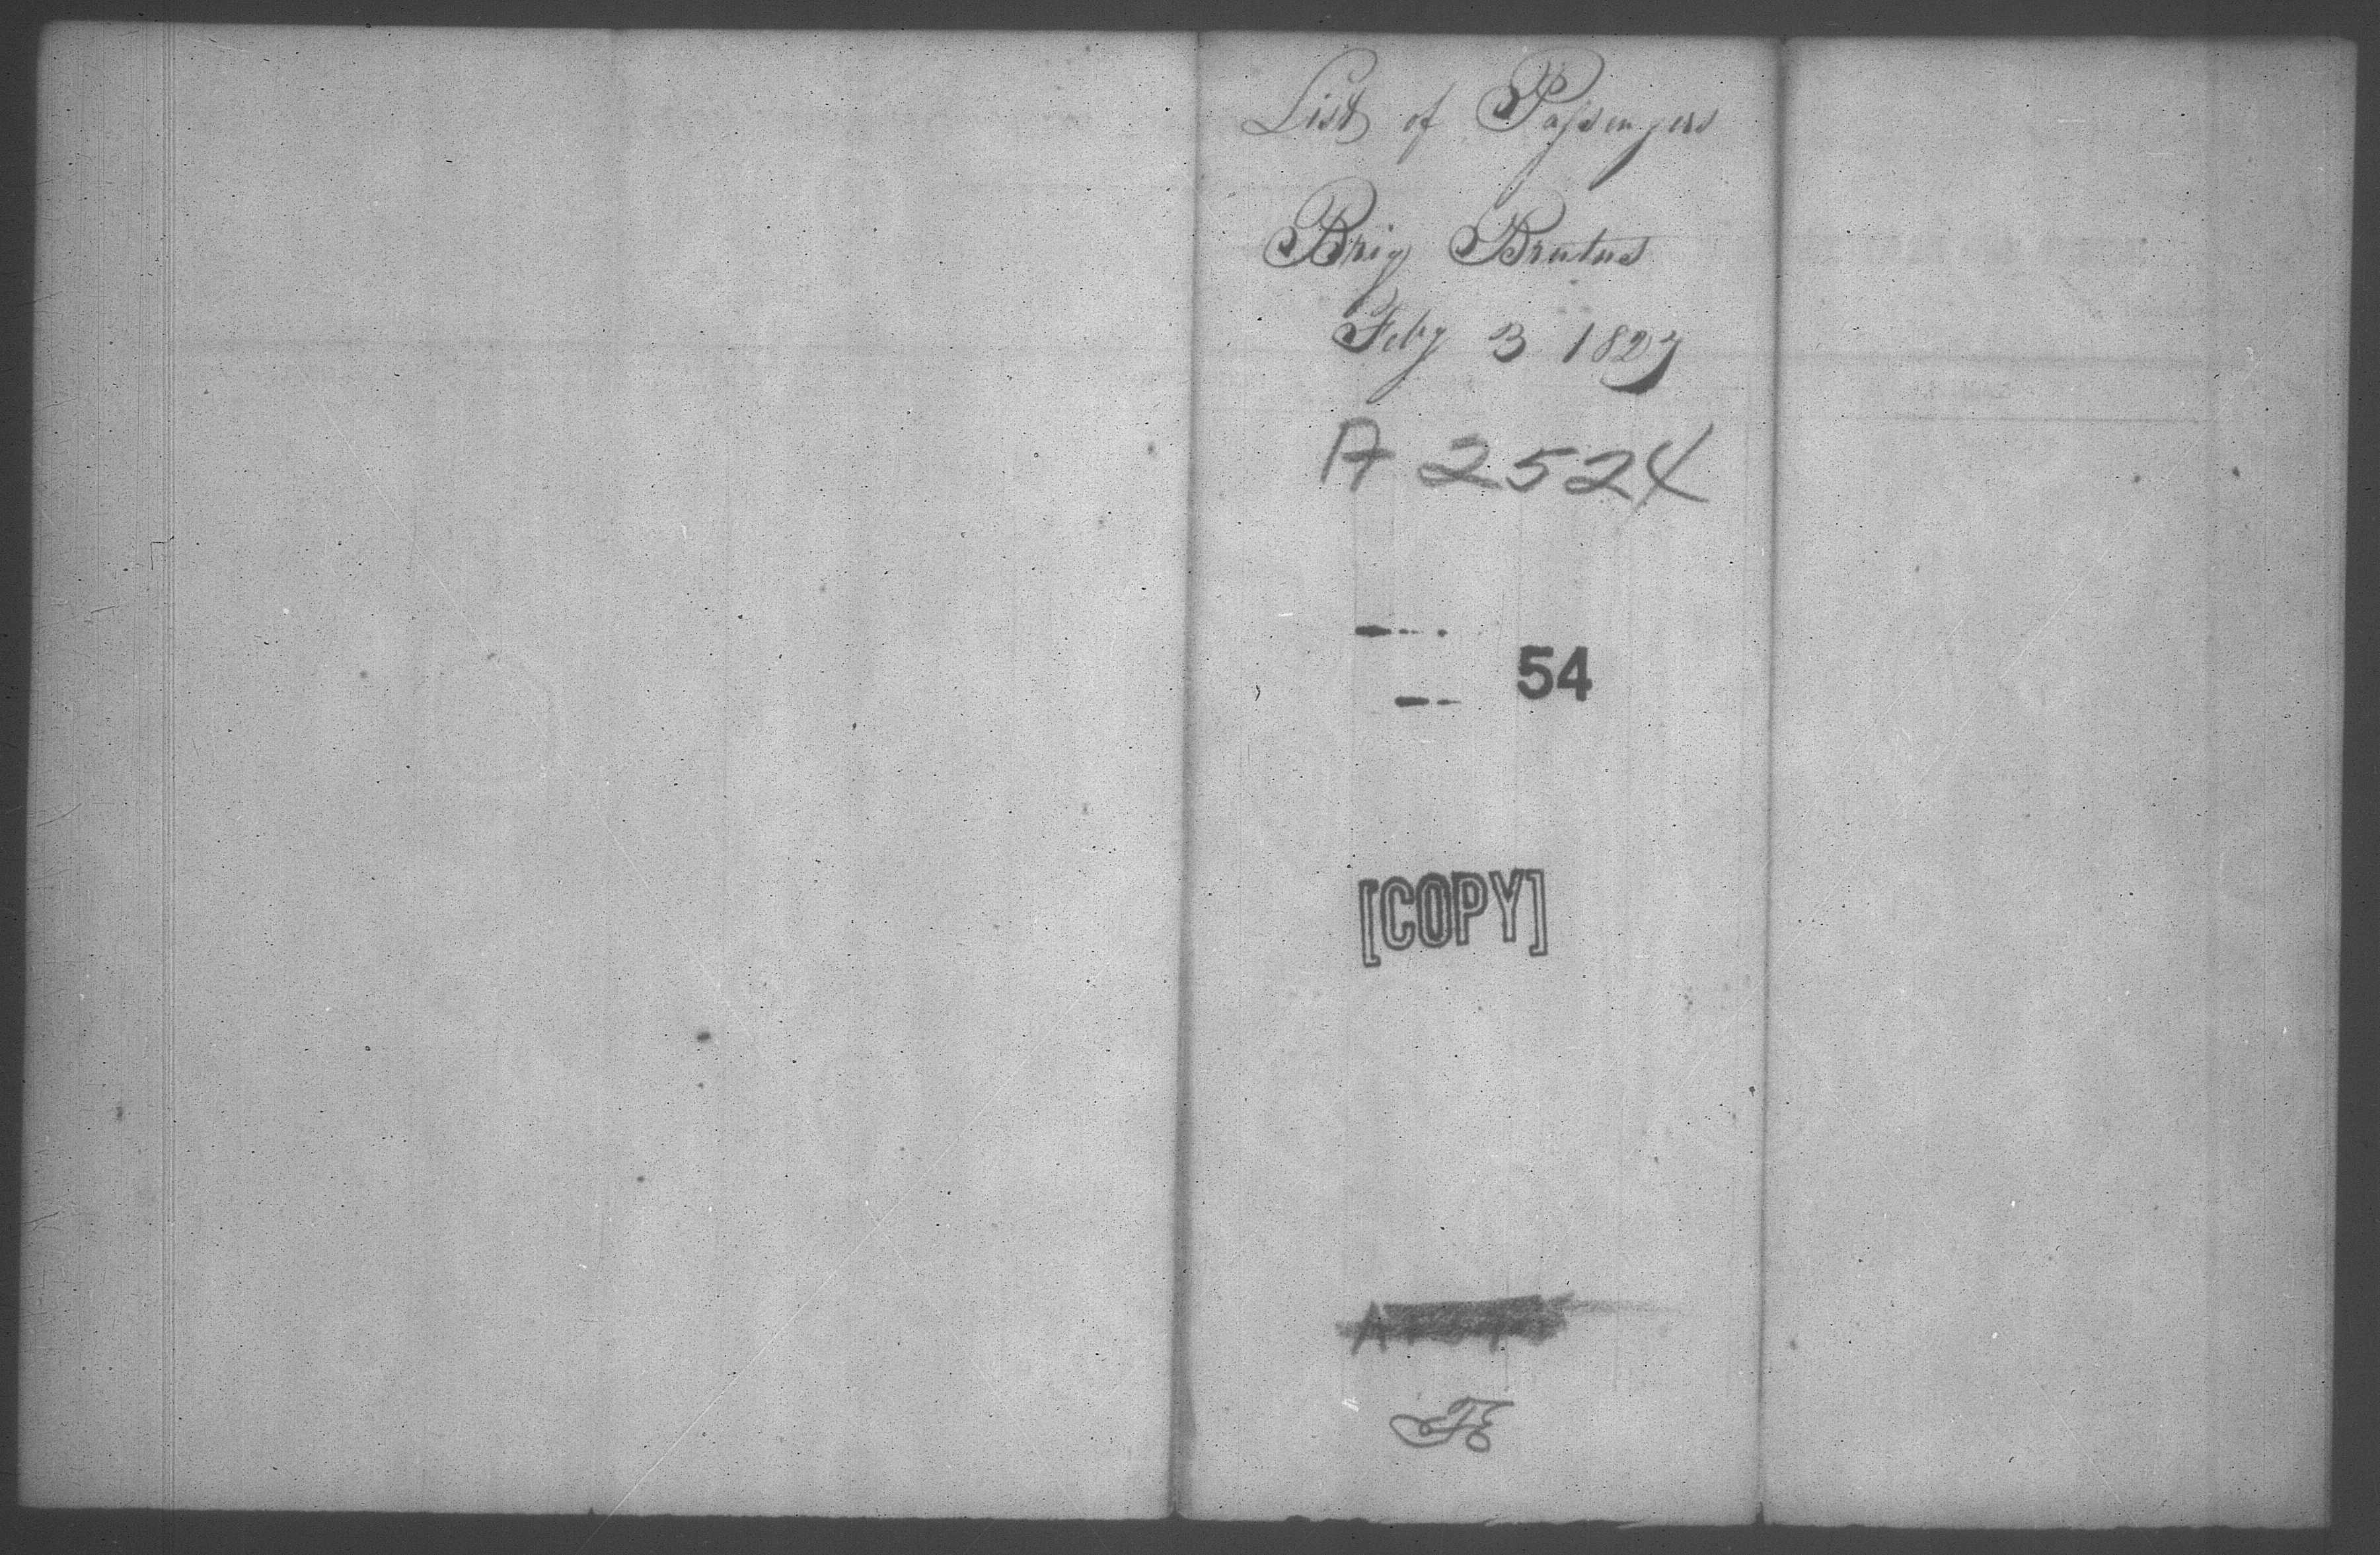 List of Passengers
Brig Brutus
Feby 3 1827
A 2524
54
[COPY]